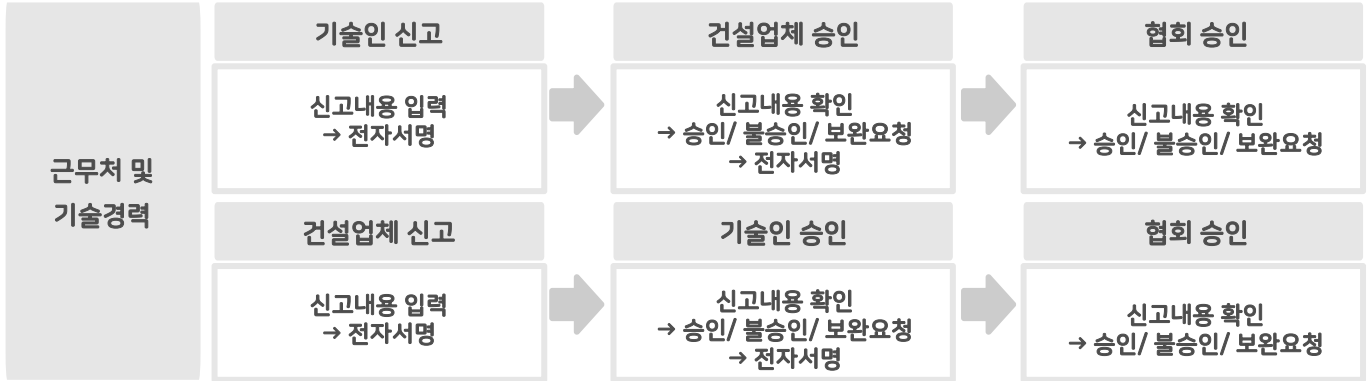 근무처 및
기술경력
기술인 신고
신고내용 입력
→ 전자서명
건설업체 승인
신고내용 확인
→ 승인/ 불승인/ 보완요청
→ 전자서명
협회 승인
신고내용 확인
→ 승인/ 불승인/ 보완요청
건설업체 신고
신고내용 입력
→ 전자서명
기술인 승인
신고내용 확인
→ 승인/ 불승인/ 보완요청
→ 전자서명
협회 승인
신고내용 확인
→ 승인/ 불승인/ 보완요청